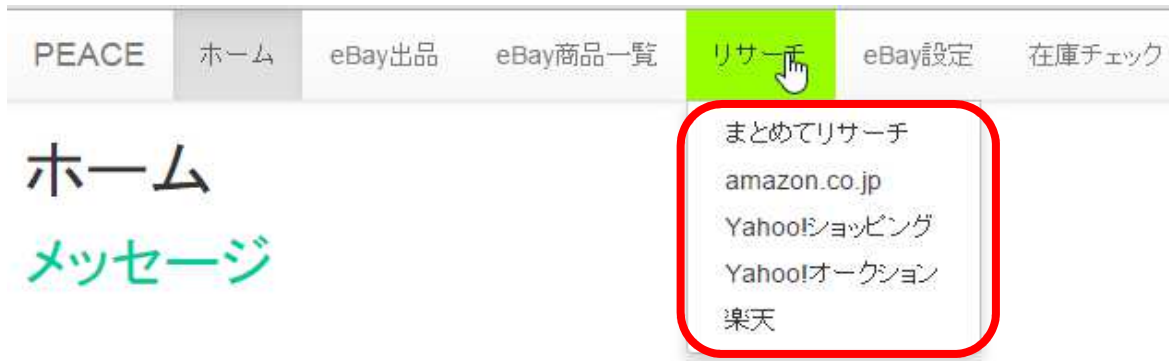 PEACE ホーム eBay出品 eBay商品一覧 リサーチ eBay設定 在庫チェック
ホーム
メッセージ
まとめてリサーチ
amazon.co.jp
Yahoo!ショッピング
Yahoo!オークション
楽天